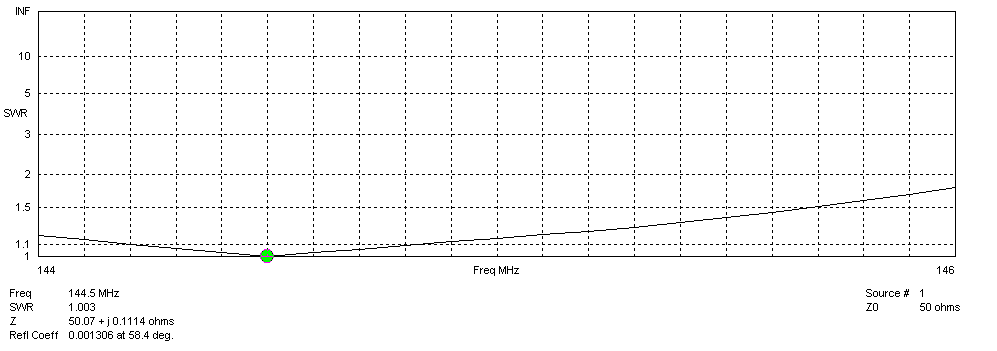 INF
10
5
SWR
3
2
1.5
1.1
1
144 Freq MHz 146
Freq 144.5 MHz Source # 1
SWR 1.003 Z0 50 ohms
Z 50.07 + j 0.1114 ohms
Refl Coeff 0.001306 at 58.4 deg.